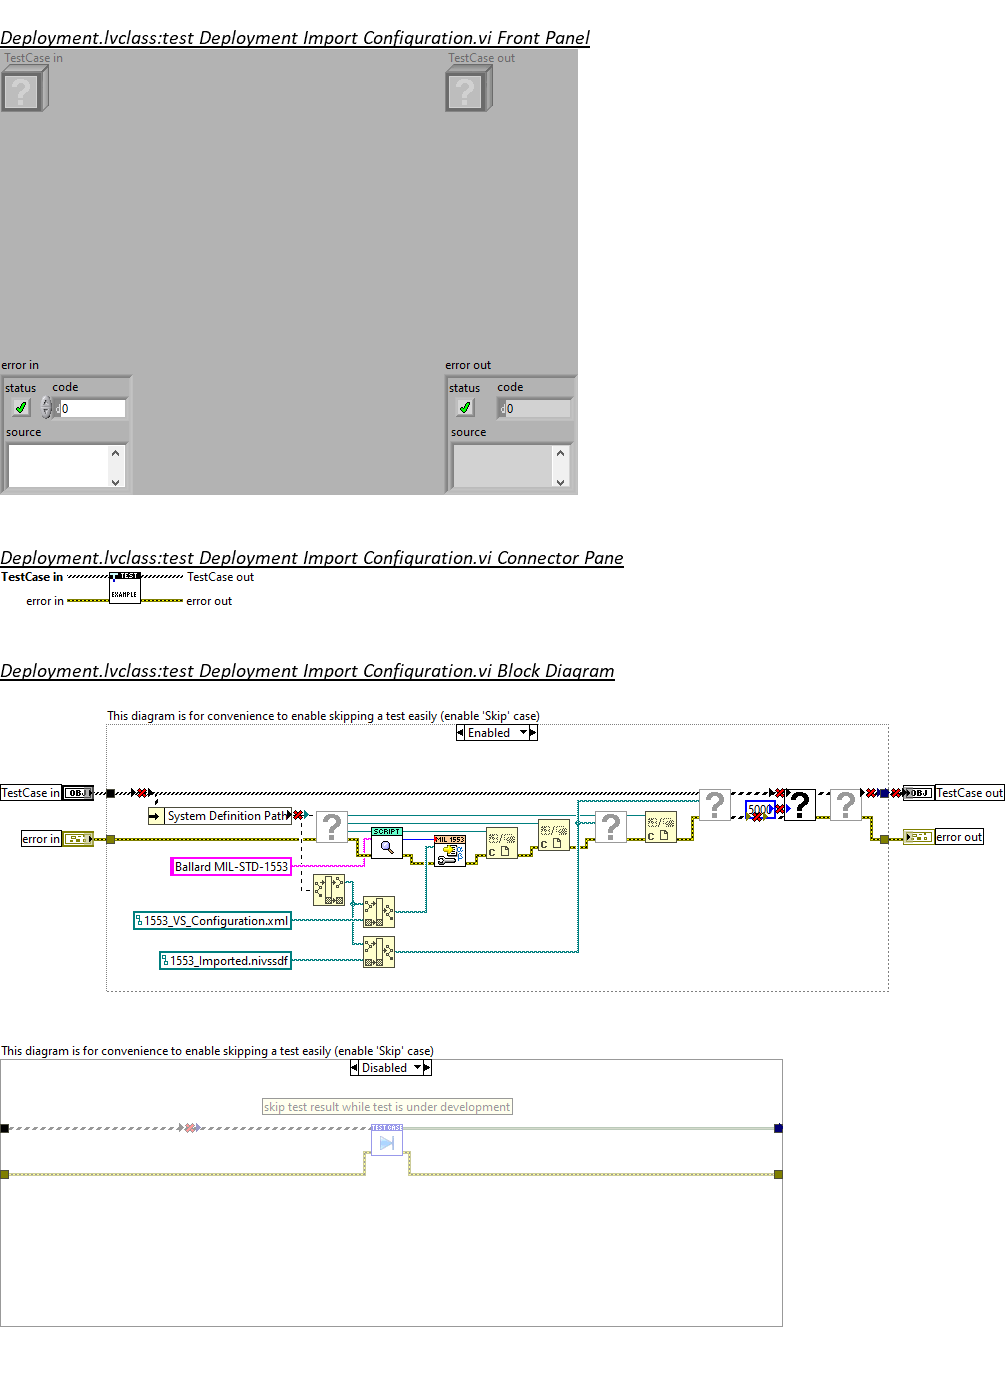 Deployment.lvclass:test Deployment Import Configuration.vi Front Panel
TestCase in
TestCase out
?
?
error in
error out
status code
status code
d 0
d 0
source
source
Deployment.lvclass:test Deployment Import Configuration.vi Connector Pane
TestCase in
TEST
TestCase out
error in
EXAMPLE
error out
Deployment.lvclass:test Deployment Import Configuration.vi Block Diagram
This diagram is for convenience to enable skipping a test easily (enable 'Skip' case)
Enabled
TestCase in
OBJ
OBJ
TestCase out
System Definition Path
5000
?
?
?
?
?
error in
SCRIPT
MIL 1553
C
C
C
error out
Ballard MIL-STD-1553
1553_VS_Configuration.xml
1553_Imported.nivssdf
This diagram is for convenience to enable skipping a test easily (enable 'Skip' case)
Disabled
skip test result while test is under development
TEST CASE